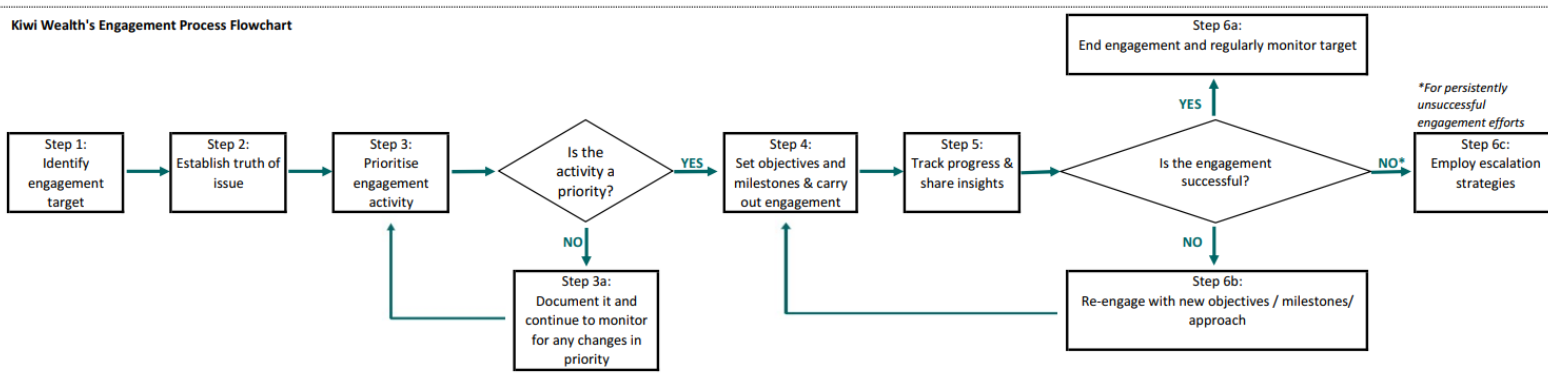 Kiwi Wealth's Engagement Process Flowchart
Step 1:
Identify
engagement
target
Step 2:
Establish truth of
issue
Step 3:
Prioritise
engagement
activity
Is the
activity a
priority?
YES
NO
Step 3a:
Document it and
continue to monitor
for any changes in
priority
Step 4:
Set objectives and
milestones & carry
out engagement
Step 5:
Track progress &
share insights
Is the engagement
successful?
YES
Step 6a:
End engagement and regularly monitor target
NO
Step 6b:
Re-engage with new objectives / milestones/
approach
NO*
*For persistently
unsuccessful
engagement efforts
Step 6c:
Employ escalation
strategies